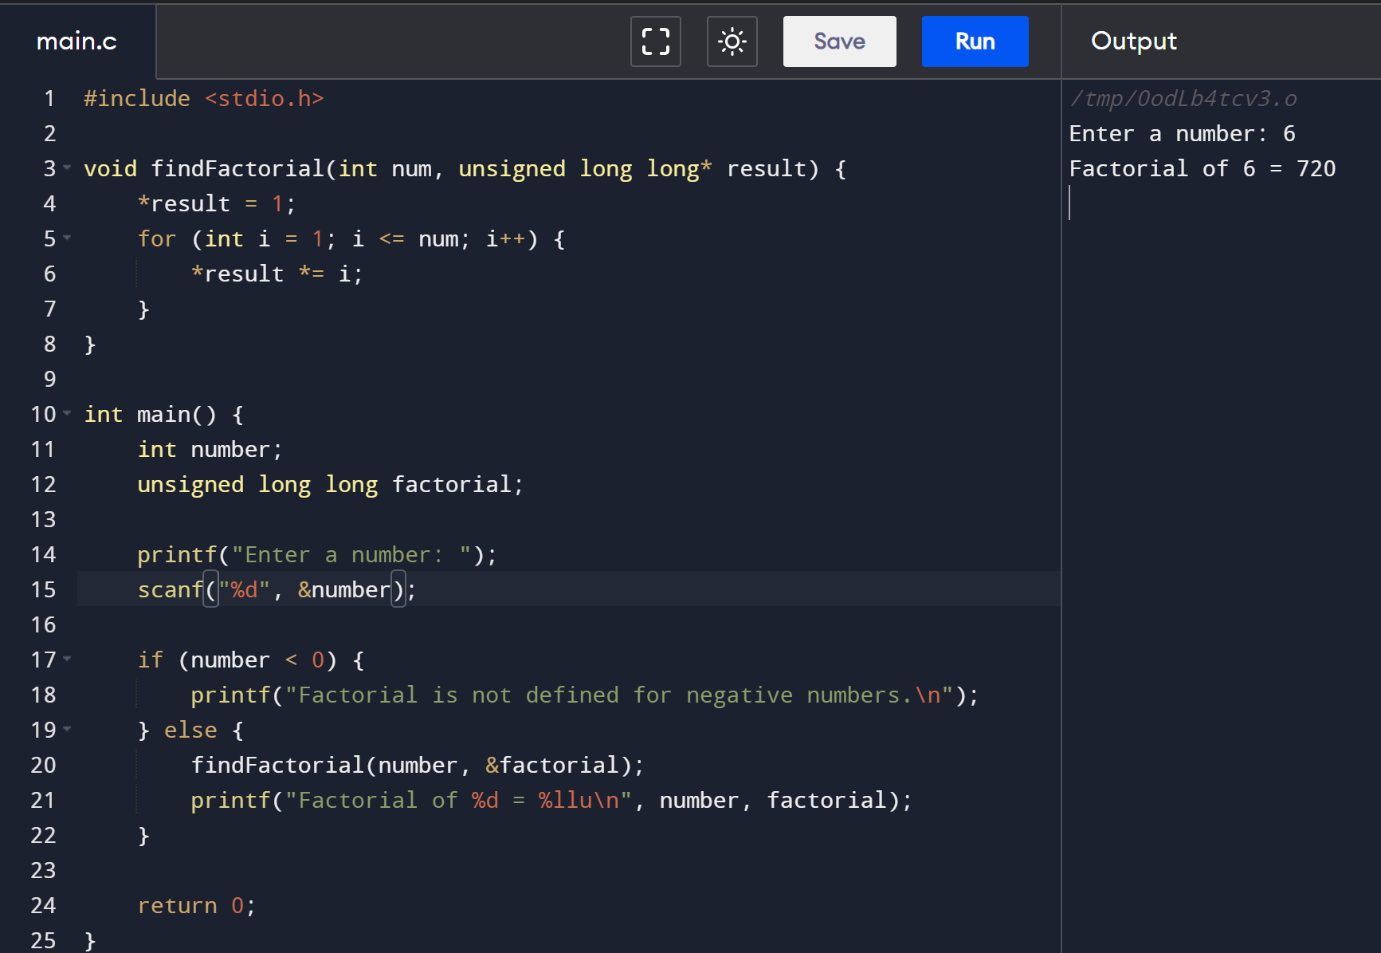 main.c
Save
Run
Output
1 #include <stdio.h>
2
3 void findFactorial(int num, unsigned long long* result) {
4     *result = 1;
5     for (int i = 1; i <= num; i++) {
6         *result *= i;
7     }
8 }
9
10 int main() {
11     int number;
12     unsigned long long factorial;
13
14     printf("Enter a number: ");
15     scanf("%d", &number);
16
17     if (number < 0) {
18         printf("Factorial is not defined for negative numbers.\n");
19     } else {
20         findFactorial(number, &factorial);
21         printf("Factorial of %d = %llu\n", number, factorial);
22     }
23
24     return 0;
25 }
/tmp/OodLb4tcv3.o
Enter a number: 6
Factorial of 6 = 720